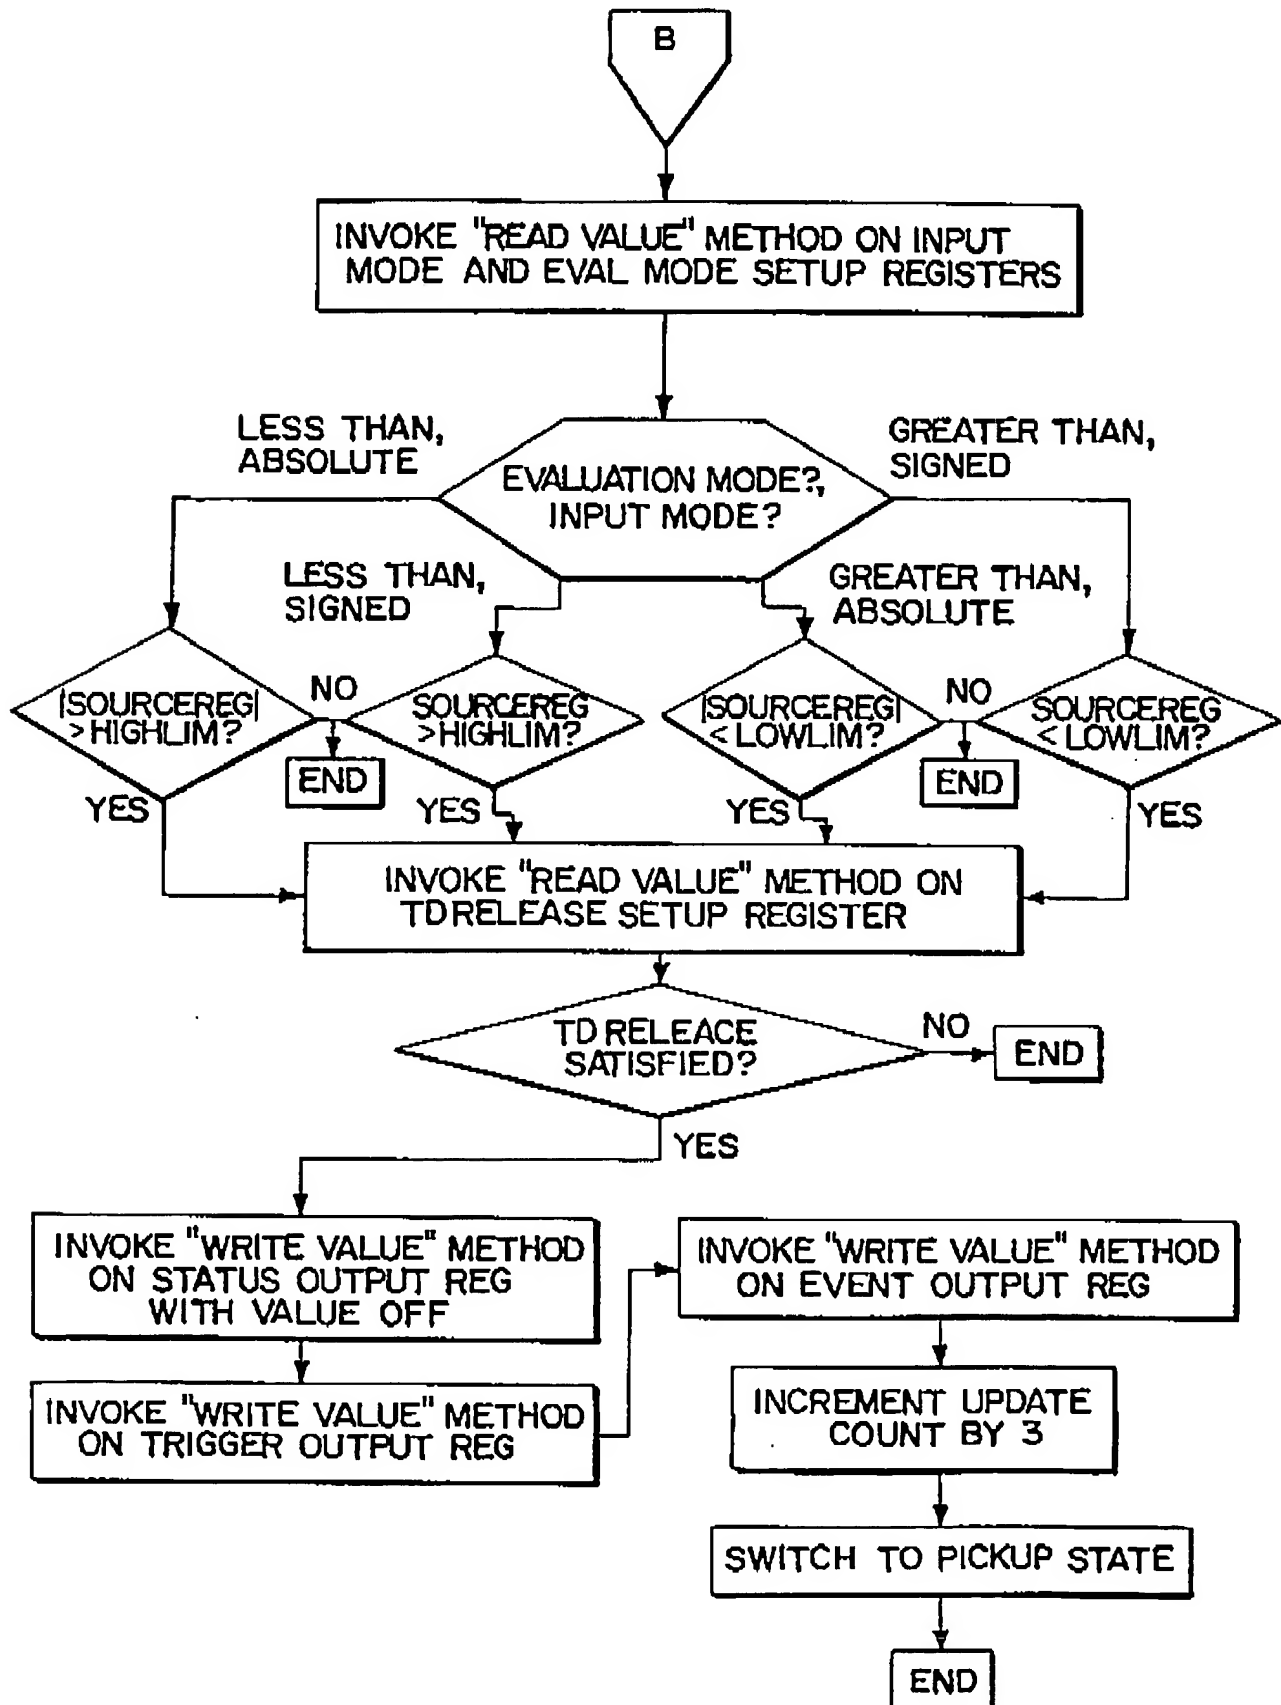 B
INVOKE "READ VALUE" METHOD ON INPUT
MODE AND EVAL MODE SETUP REGISTERS
LESS THAN,
ABSOLUTE
GREATER THAN,
SIGNED
EVALUATION MODE?,
INPUT MODE?
LESS THAN,
SIGNED
GREATER THAN,
ABSOLUTE
|SOURCEREG|
>HIGHLIM?
NO
SOURCEREG
>HIGHLIM?
|SOURCEREG|
<LOWLIM?
NO
SOURCEREG
<LOWLIM?
END
END
YES
YES
YES
YES
INVOKE "READ VALUE" METHOD ON
TDRELEASE SETUP REGISTER
TD RELEACE
SATISFIED?
NO
END
YES
INVOKE "WRITE VALUE" METHOD
ON STATUS OUTPUT REG
WITH VALUE OFF
INVOKE "WRITE VALUE" METHOD
ON TRIGGER OUTPUT REG
INVOKE "WRITE VALUE" METHOD
ON EVENT OUTPUT REG
INCREMENT UPDATE
COUNT BY 3
SWITCH TO PICKUP STATE
END